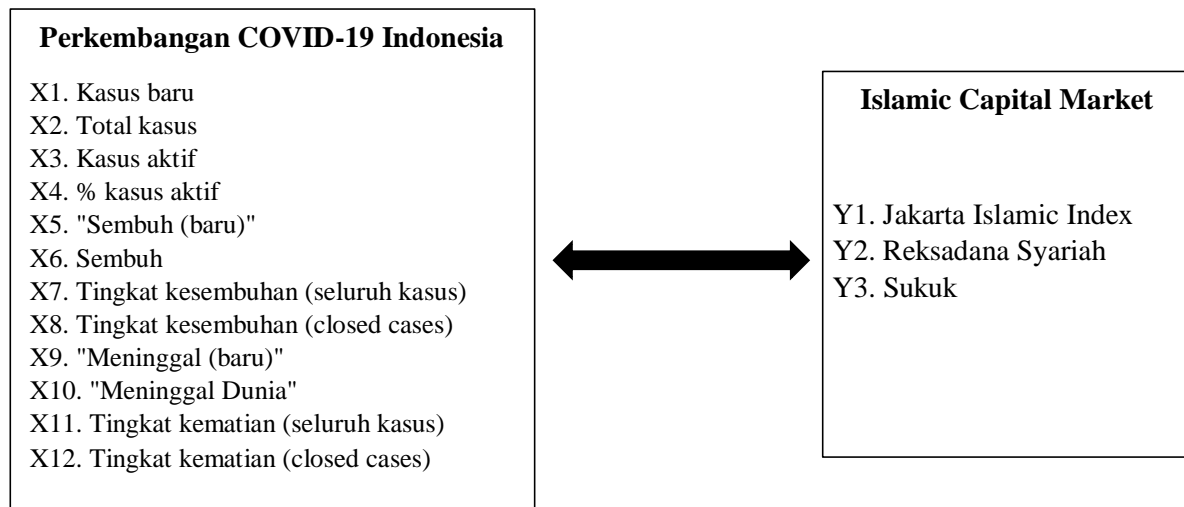 Perkembangan COVID-19 Indonesia
X1. Kasus baru
X2. Total kasus
X3. Kasus aktif
X4. % kasus aktif
X5. "Sembuh (baru)"
X6. Sembuh
X7. Tingkat kesembuhan (seluruh kasus)
X8. Tingkat kesembuhan (closed cases)
X9. "Meninggal (baru)"
X10. "Meninggal Dunia"
X11. Tingkat kematian (seluruh kasus)
X12. Tingkat kematian (closed cases)
Islamic Capital Market
Y1. Jakarta Islamic Index
Y2. Reksadana Syariah
Y3. Sukuk